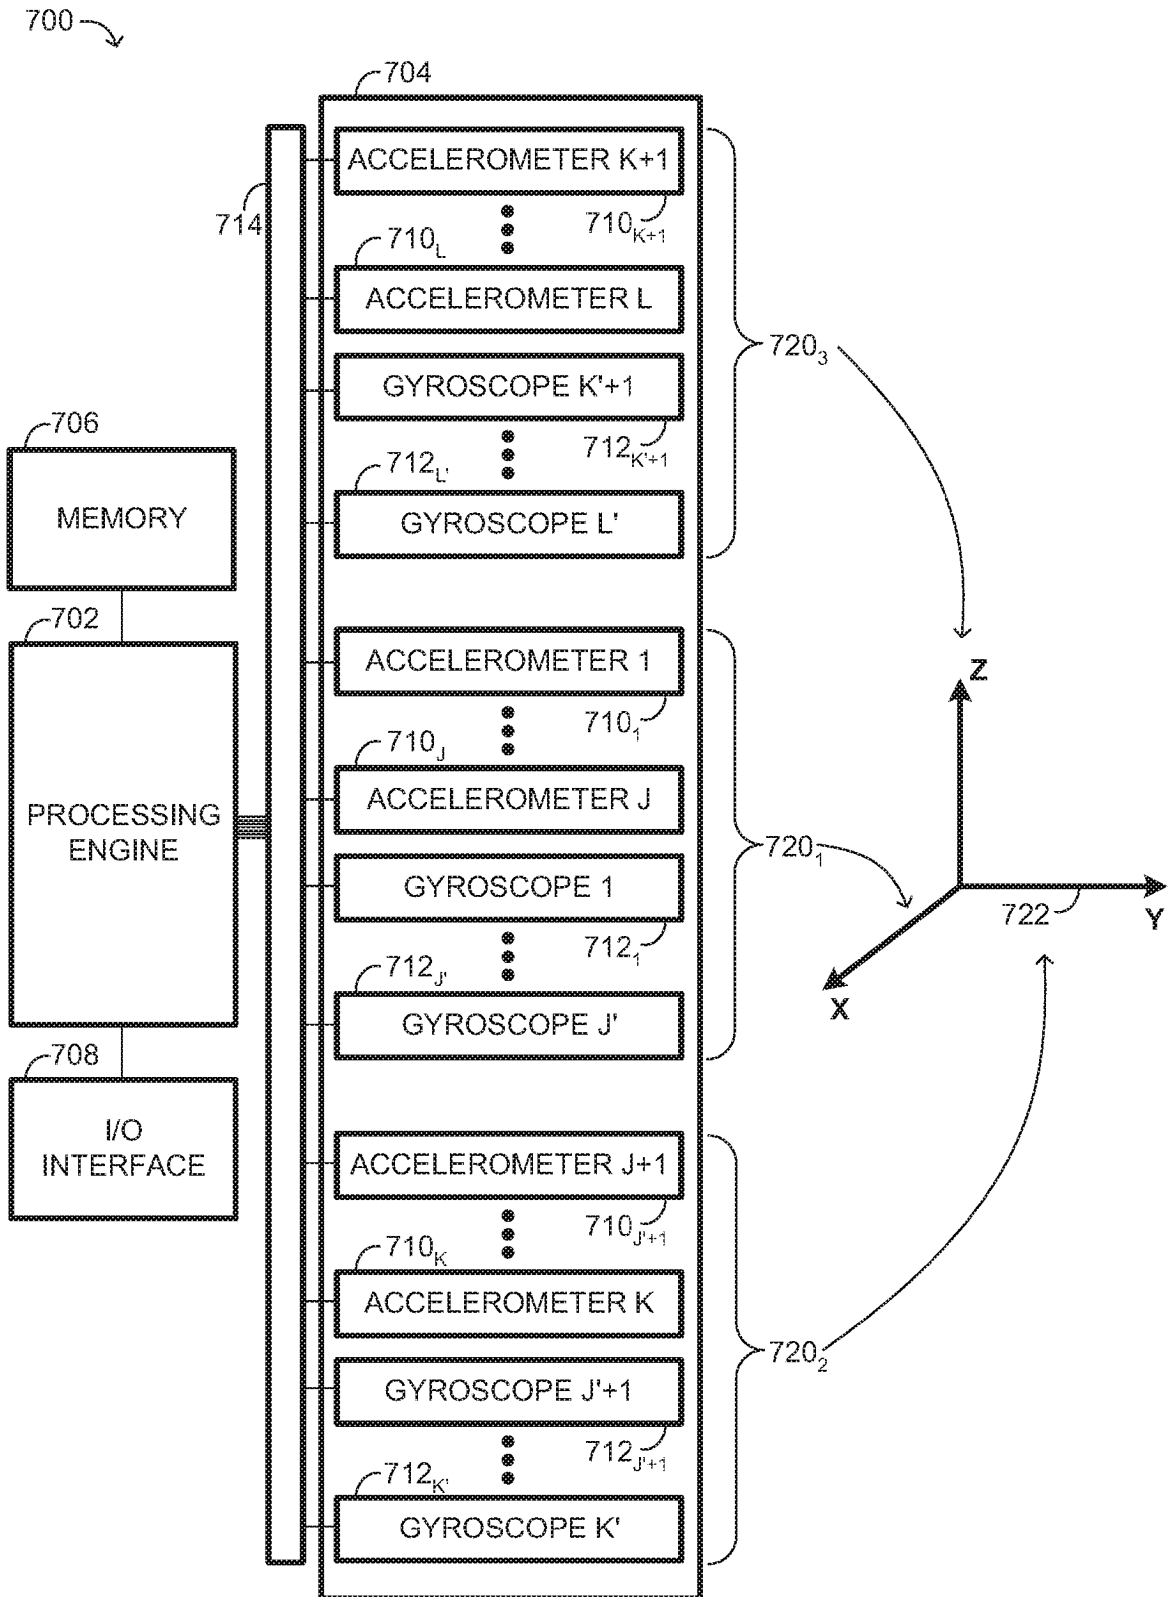 700
704
ACCELEROMETER K+1
714
710K+1
710L
ACCELEROMETER L
7203
GYROSCOPE K'+1
706
712K'+1
712L'
MEMORY
GYROSCOPE L'
702
ACCELEROMETER 1
Z
7101
710J
ACCELEROMETER J
PROCESSING
ENGINE
7201
GYROSCOPE 1
722
Y
7121
712J'
X
GYROSCOPE J'
708
I/O
INTERFACE
ACCELEROMETER J+1
710J'+1
710K
ACCELEROMETER K
7202
GYROSCOPE J'+1
712J'+1
712K'
GYROSCOPE K'